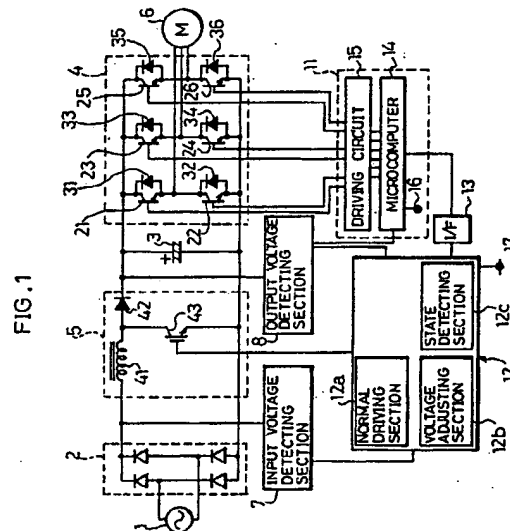 FIG.1
1
2
5
41
42
43
3
4
21
31
22
32
23
33
24
34
25
35
26
36
6
M
INPUT VOLTAGE
DETECTING
SECTION
7
OUTPUT VOLTAGE
DETECTING
SECTION
8
11
DRIVING CIRCUIT
15
MICROCOMPUTER
14
16
I/F
13
12a
NORMAL
DRIVING
SECTION
VOLTAGE
ADJUSTING
SECTION
12b
STATE
DETECTING
SECTION
12c
12
17